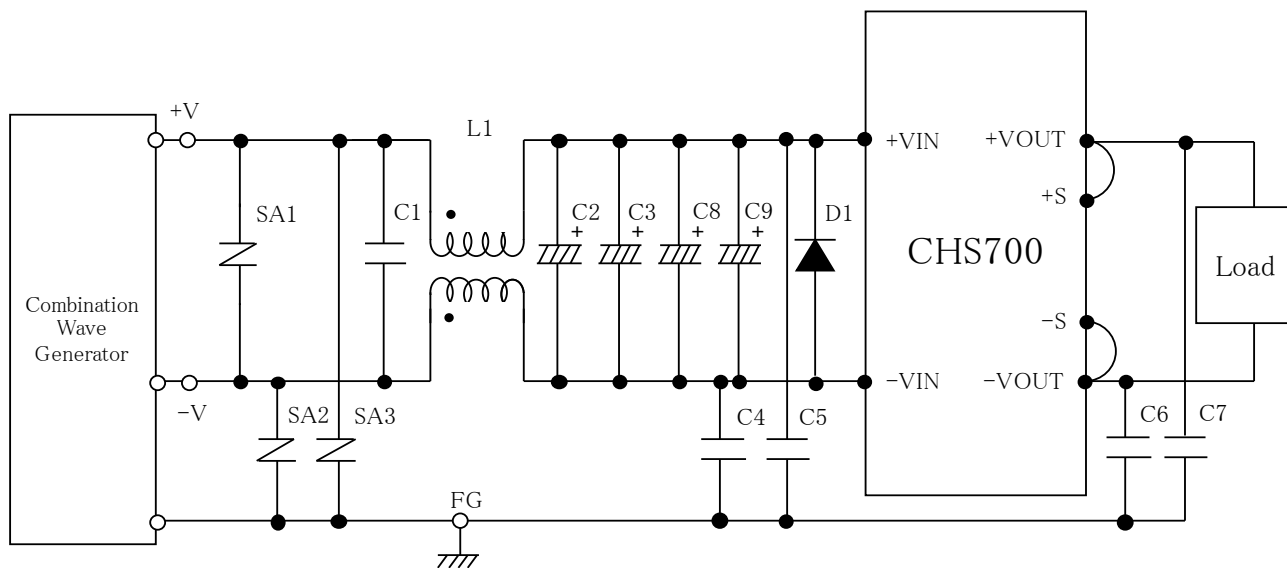 +V
L1
+VIN
+VOUT
+S
SA1
C1
C2
+
C3
+
C8
+
C9
+
D1
CHS700
Load
Combination
Wave
Generator
−S
−VIN
−VOUT
−V
SA2
SA3
C4
C5
C6
C7
FG